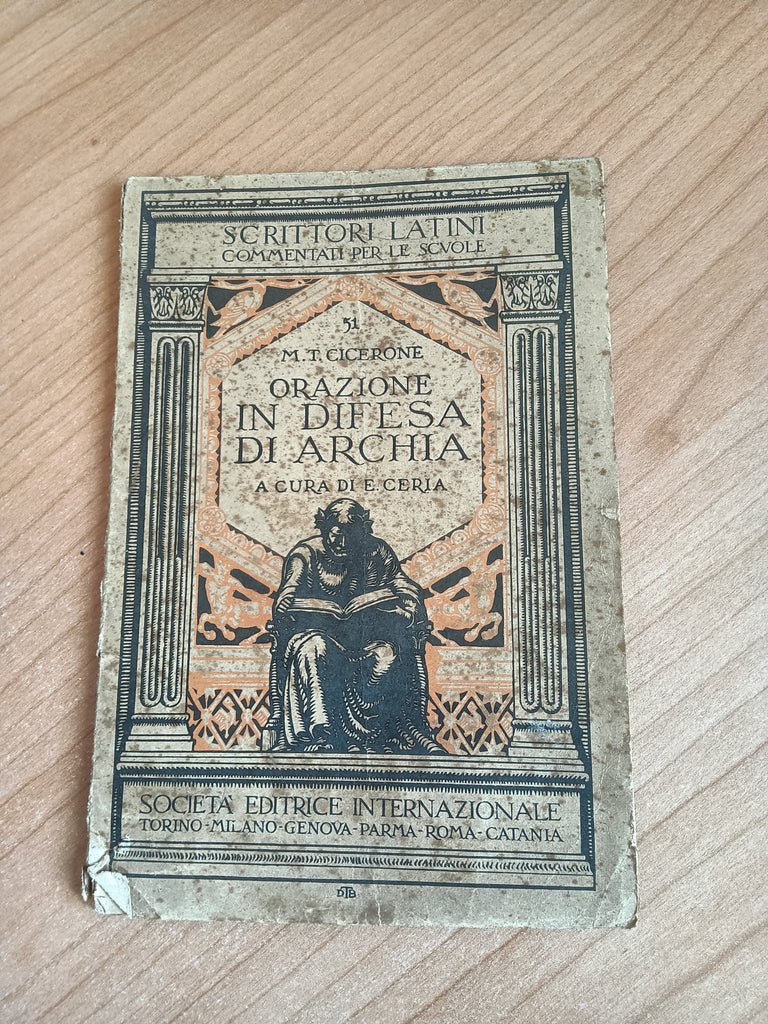 SCRITTORI LATINI
COMMENTATI PER LE SCVOLE
51
M. T. CICERONE
ORAZIONE
IN DIFESA
DI ARCHIA
A CURA DI E. CERIA
SOCIETÀ EDITRICE INTERNAZIONALE
TORINO-MILANO-GENOVA-PARMA-ROMA-CATANIA
DTB